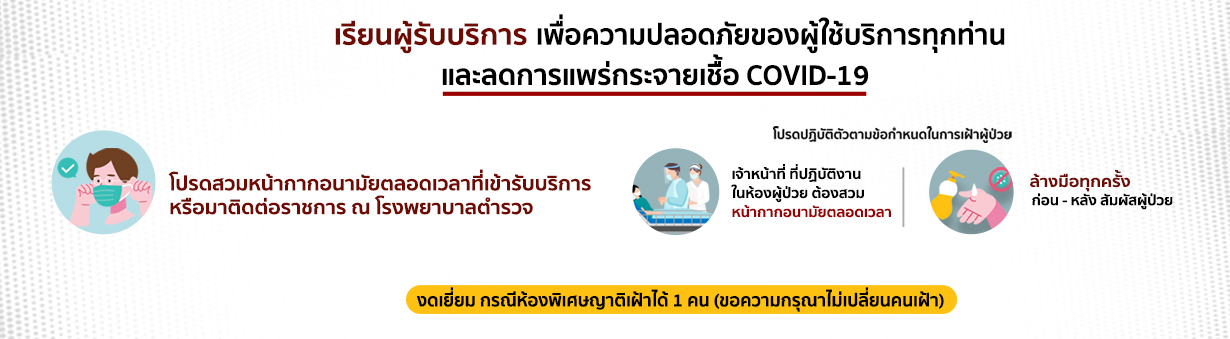 เรียนผู้รับบริการ เพื่อความปลอดภัยของผู้ใช้บริการทุกท่าน
และลดการแพร่กระจายเชื้อ COVID-19
โปรดสวมหน้ากากอนามัยตลอดเวลาที่เข้ารับบริการ
หรือมาติดต่อราชการ ณ โรงพยาบาลตำรวจ
โปรดปฏิบัติตัวตามข้อกำหนดในการเฝ้าผู้ป่วย
เจ้าหน้าที่ ที่ปฏิบัติงาน
ในห้องผู้ป่วย ต้องสวม
หน้ากากอนามัยตลอดเวลา
ล้างมือทุกครั้ง
ก่อน - หลัง สัมผัสผู้ป่วย
งดเยี่ยม กรณีห้องพิเศษญาติเฝ้าได้ 1 คน (ขอความกรุณาไม่เปลี่ยนคนเฝ้า)